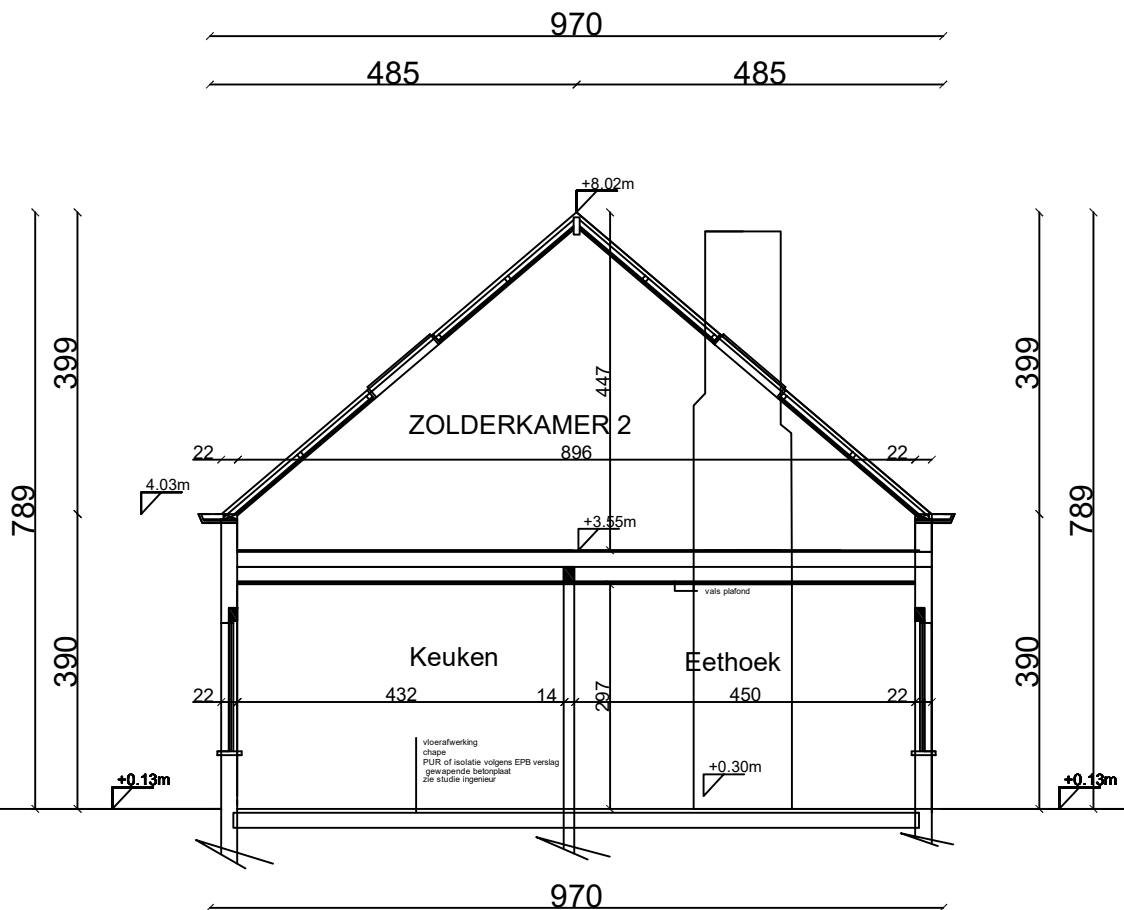 970
485
485
+8.02m
399
399
447
ZOLDERKAMER 2
22
896
22
4.03m
789
789
+3.55m
vals plafond
390
390
Keuken
Eethoek
22
432
14
297
450
22
vloerafwerking
chape
PUR of isolatie volgens EPB verslag
gewapende betonplaat
zie studie ingenieur
+0.30m
+0.13m
+0.13m
970